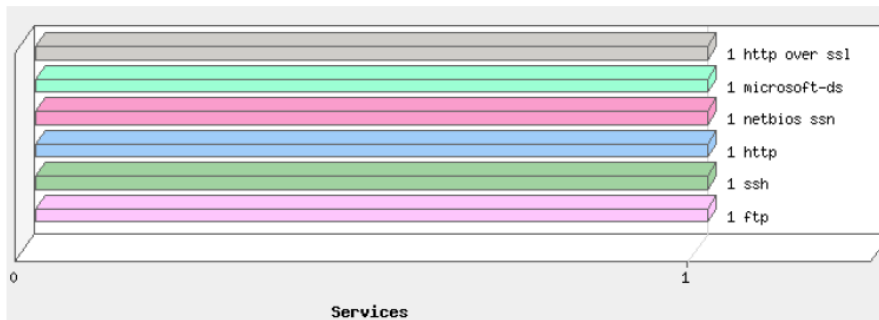 1 http over ssl
1 microsoft-ds
1 netbios ssn
1 http
1 ssh
1 ftp
0 1
Services